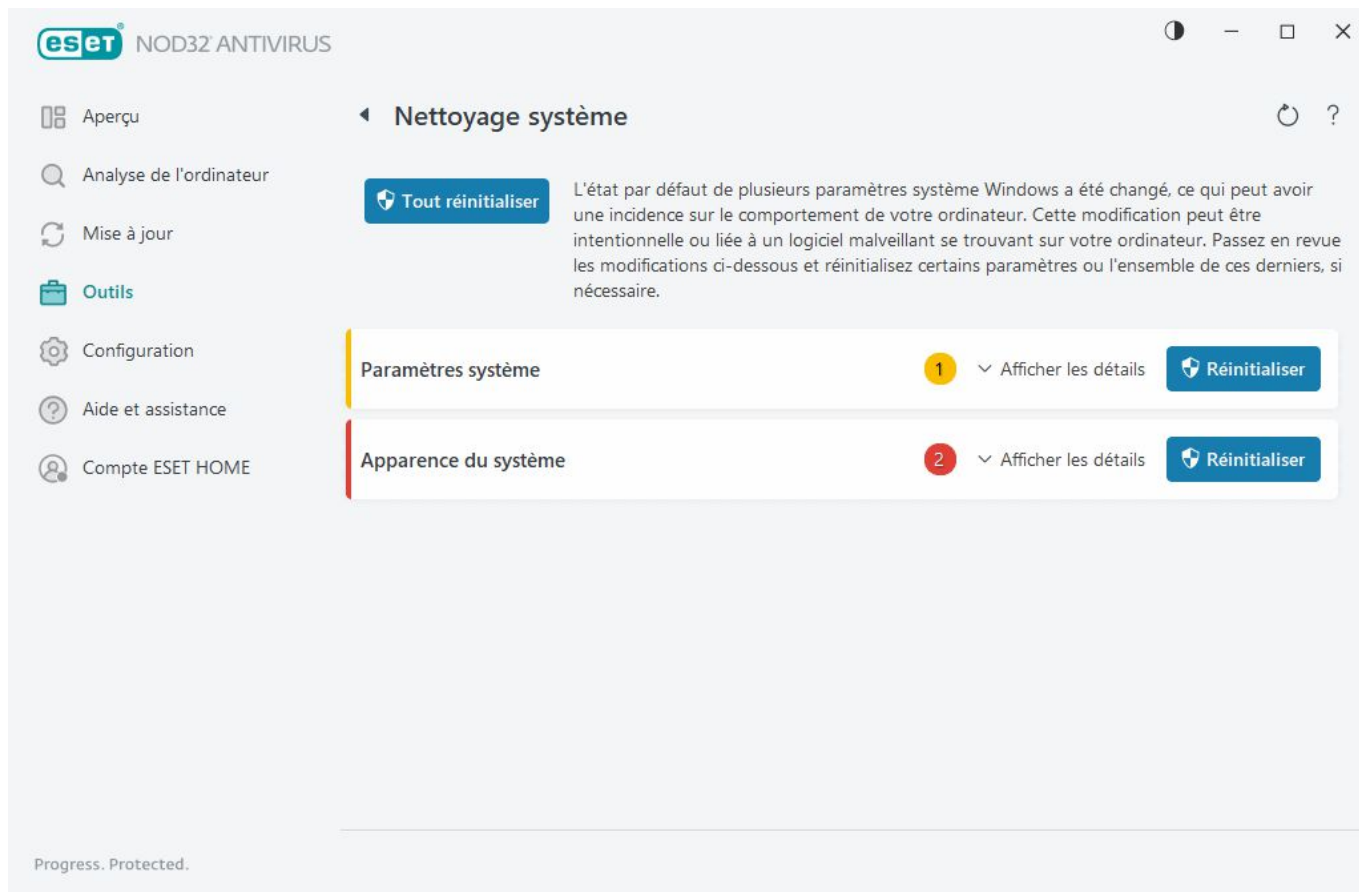 eset® NOD32® ANTIVIRUS
Aperçu
Analyse de l'ordinateur
Mise à jour
Outils
Configuration
Aide et assistance
Compte ESET HOME
Nettoyage système
?
Tout réinitialiser
L'état par défaut de plusieurs paramètres système Windows a été changé, ce qui peut avoir
une incidence sur le comportement de votre ordinateur. Cette modification peut être
intentionnelle ou liée à un logiciel malveillant se trouvant sur votre ordinateur. Passez en revue
les modifications ci-dessous et réinitialisez certains paramètres ou l'ensemble de ces derniers, si
nécessaire.
Paramètres système 1 Afficher les détails Réinitialiser
Apparence du système 2 Afficher les détails Réinitialiser
Progress. Protected.